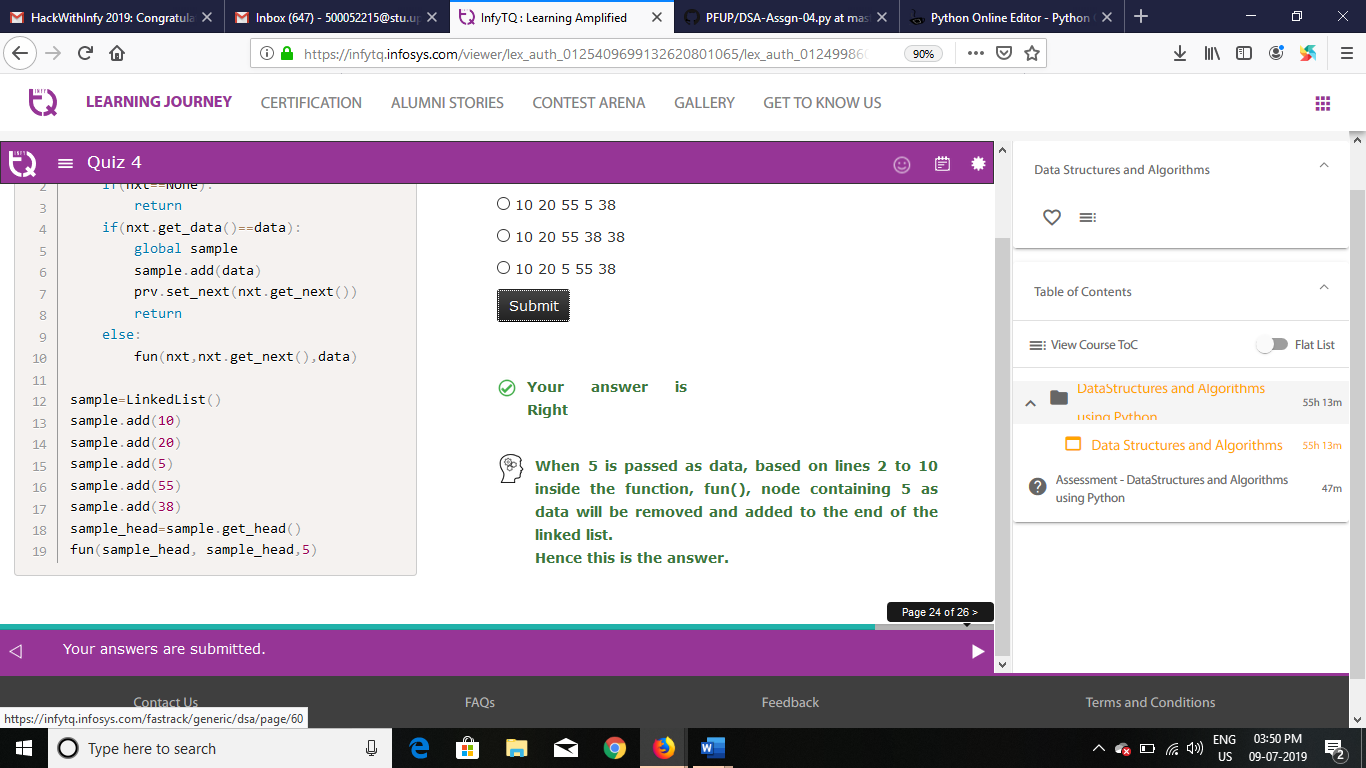 HackWithInfy 2019: Congratula
Inbox (647) - 500052215@stu.up
InfyTQ : Learning Amplified
PFUP/DSA-Assgn-04.py at mas
Python Online Editor - Python
https://infytq.infosys.com/viewer/lex_auth_0125409699132620801065/lex_auth_01249986
90%
LEARNING JOURNEY
CERTIFICATION
ALUMNI STORIES
CONTEST ARENA
GALLERY
GET TO KNOW US
Quiz 4
2 if(nxt==None):
3 return
4 if(nxt.get_data()==data):
5 global sample
6 sample.add(data)
7 prv.set_next(nxt.get_next())
8 return
9 else:
10 fun(nxt,nxt.get_next(),data)
11
12 sample=LinkedList()
13 sample.add(10)
14 sample.add(20)
15 sample.add(5)
16 sample.add(55)
17 sample.add(38)
18 sample_head=sample.get_head()
19 fun(sample_head, sample_head,5)
10 20 55 5 38
10 20 55 38 38
10 20 5 55 38
Submit
Your answer is
Right
When 5 is passed as data, based on lines 2 to 10
inside the function, fun(), node containing 5 as
data will be removed and added to the end of the
linked list.
Hence this is the answer.
Page 24 of 26 >
Your answers are submitted.
Data Structures and Algorithms
Table of Contents
View Course ToC
Flat List
DataStructures and Algorithms
using Python
55h 13m
Data Structures and Algorithms
55h 13m
Assessment - DataStructures and Algorithms
using Python
47m
Contact Us
FAQs
Feedback
Terms and Conditions
https://infytq.infosys.com/fastrack/generic/dsa/page/60
Type here to search
ENG
US
03:50 PM
09-07-2019
2